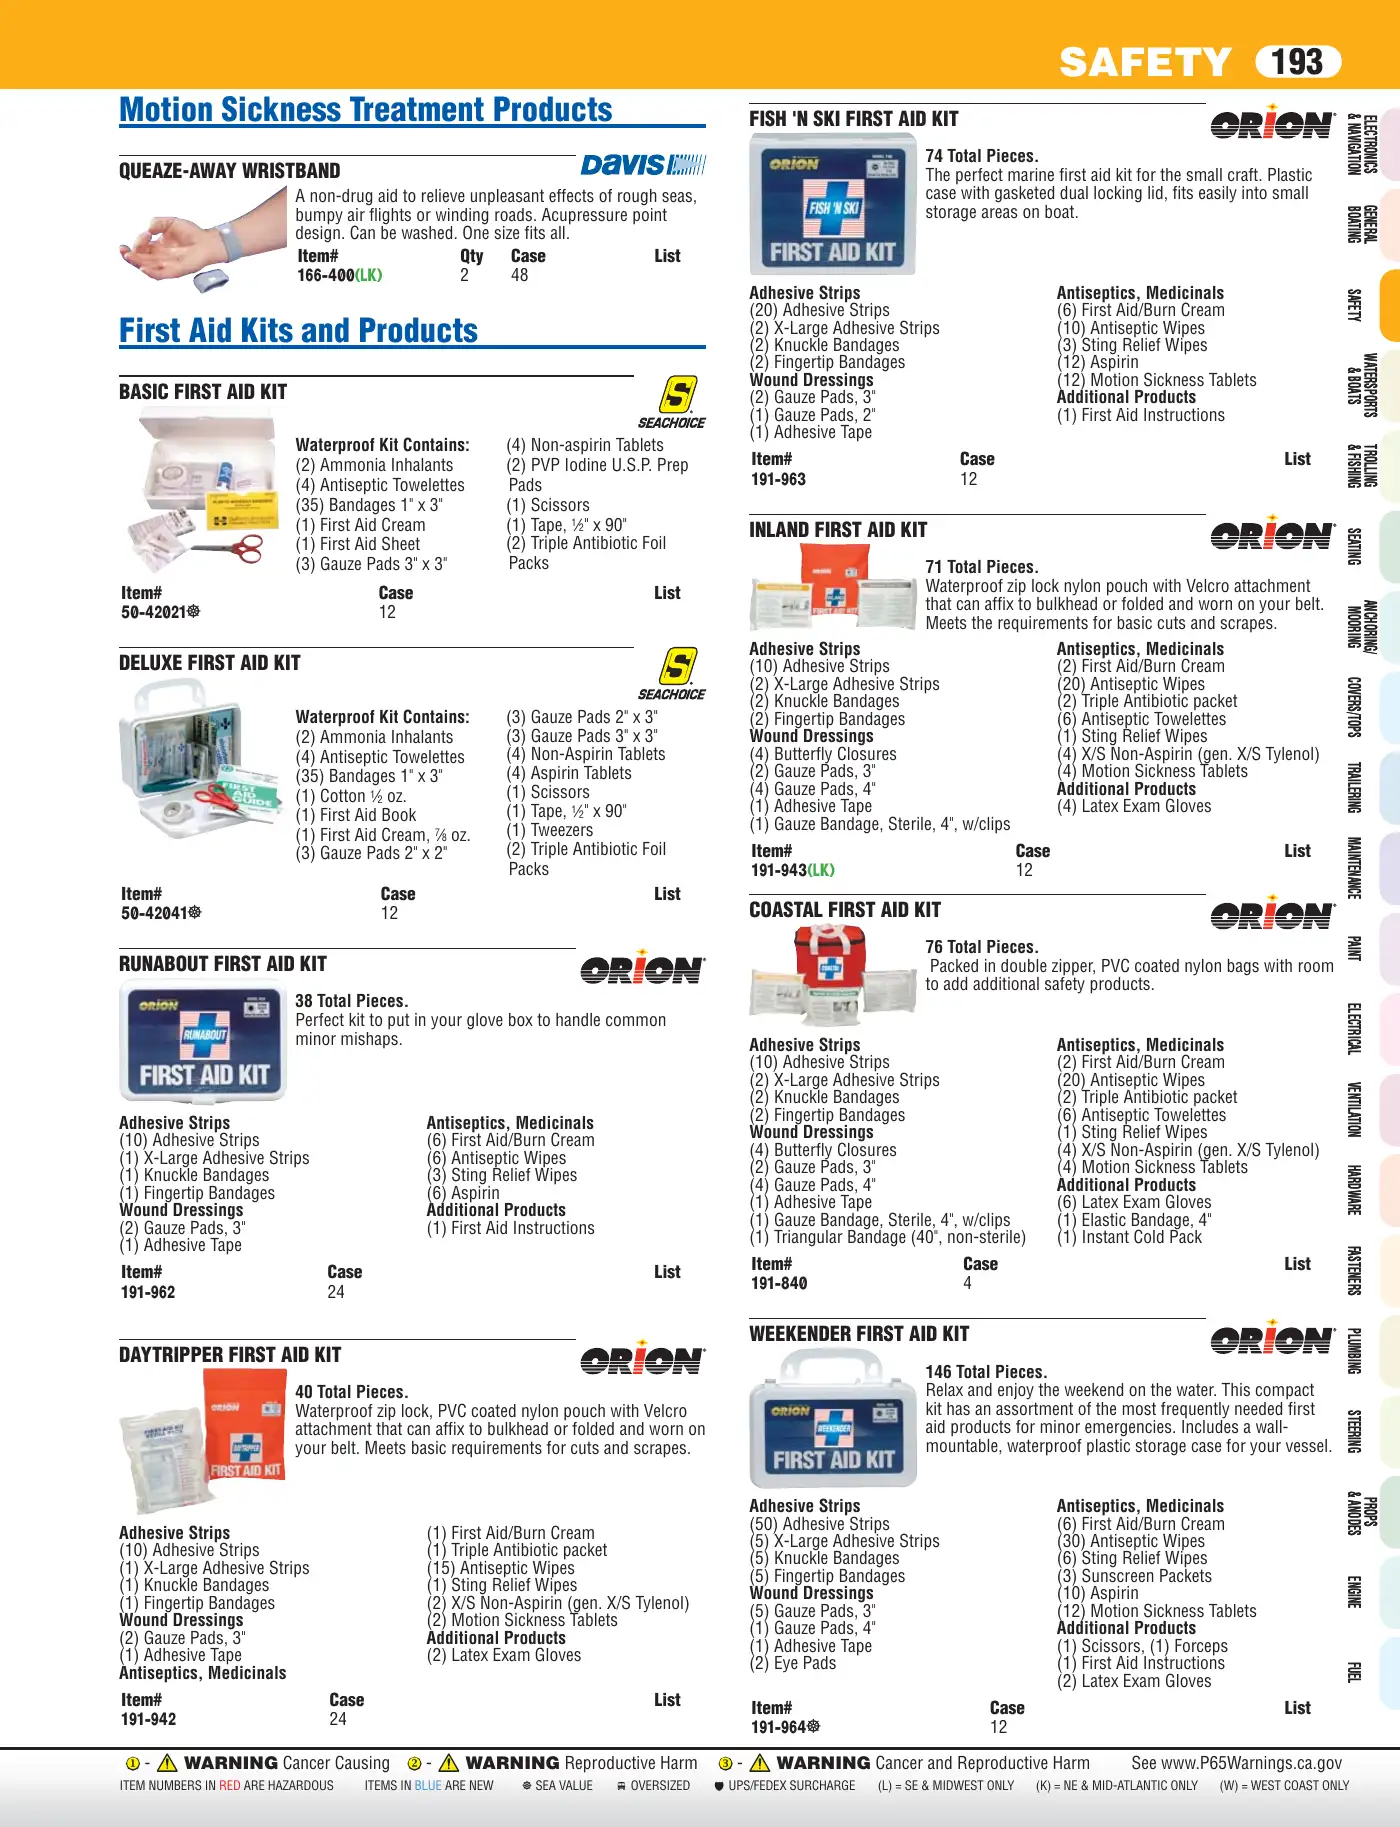 SAFETY 193
Motion Sickness Treatment Products
QUEAZE-AWAY WRISTBAND
DAVIS
A non-drug aid to relieve unpleasant effects of rough seas,
bumpy air flights or winding roads. Acupressure point
design. Can be washed. One size fits all.
Item# Qty Case List
166-400(LK) 2 48
First Aid Kits and Products
BASIC FIRST AID KIT
S
SEACHOICE
Waterproof Kit Contains:
(2) Ammonia Inhalants
(4) Antiseptic Towelettes
(35) Bandages 1" x 3"
(1) First Aid Cream
(1) First Aid Sheet
(3) Gauze Pads 3" x 3"
(4) Non-aspirin Tablets
(2) PVP Iodine U.S.P. Prep
Pads
(1) Scissors
(1) Tape, ½" x 90"
(2) Triple Antibiotic Foil
Packs
Item# Case List
50-42021☸ 12
DELUXE FIRST AID KIT
S
SEACHOICE
FIRST
AID
GUIDE
Waterproof Kit Contains:
(2) Ammonia Inhalants
(4) Antiseptic Towelettes
(35) Bandages 1" x 3"
(1) Cotton ½ oz.
(1) First Aid Book
(1) First Aid Cream, ⅞ oz.
(3) Gauze Pads 2" x 2"
(3) Gauze Pads 2" x 3"
(3) Gauze Pads 3" x 3"
(4) Non-Aspirin Tablets
(4) Aspirin Tablets
(1) Scissors
(1) Tape, ½" x 90"
(1) Tweezers
(2) Triple Antibiotic Foil
Packs
Item# Case List
50-42041☸ 12
RUNABOUT FIRST AID KIT
ORION
ORION
RUNABOUT
FIRST AID KIT
38 Total Pieces.
Perfect kit to put in your glove box to handle common
minor mishaps.
Adhesive Strips
(10) Adhesive Strips
(1) X-Large Adhesive Strips
(1) Knuckle Bandages
(1) Fingertip Bandages
Wound Dressings
(2) Gauze Pads, 3"
(1) Adhesive Tape
Antiseptics, Medicinals
(6) First Aid/Burn Cream
(6) Antiseptic Wipes
(3) Sting Relief Wipes
(6) Aspirin
Additional Products
(1) First Aid Instructions
Item# Case List
191-962 24
DAYTRIPPER FIRST AID KIT
ORION
DAYTRIPPER
FIRST AID KIT
40 Total Pieces.
Waterproof zip lock, PVC coated nylon pouch with Velcro
attachment that can affix to bulkhead or folded and worn on
your belt. Meets basic requirements for cuts and scrapes.
Adhesive Strips
(10) Adhesive Strips
(1) X-Large Adhesive Strips
(1) Knuckle Bandages
(1) Fingertip Bandages
Wound Dressings
(2) Gauze Pads, 3"
(1) Adhesive Tape
Antiseptics, Medicinals
(1) First Aid/Burn Cream
(1) Triple Antibiotic packet
(15) Antiseptic Wipes
(1) Sting Relief Wipes
(2) X/S Non-Aspirin (gen. X/S Tylenol)
(2) Motion Sickness Tablets
Additional Products
(2) Latex Exam Gloves
Item# Case List
191-942 24
FISH 'N SKI FIRST AID KIT
ORION
ORION
FISH 'N SKI
FIRST AID KIT
74 Total Pieces.
The perfect marine first aid kit for the small craft. Plastic
case with gasketed dual locking lid, fits easily into small
storage areas on boat.
Adhesive Strips
(20) Adhesive Strips
(2) X-Large Adhesive Strips
(2) Knuckle Bandages
(2) Fingertip Bandages
Wound Dressings
(2) Gauze Pads, 3"
(1) Gauze Pads, 2"
(1) Adhesive Tape
Antiseptics, Medicinals
(6) First Aid/Burn Cream
(10) Antiseptic Wipes
(3) Sting Relief Wipes
(12) Aspirin
(12) Motion Sickness Tablets
Additional Products
(1) First Aid Instructions
Item# Case List
191-963 12
INLAND FIRST AID KIT
ORION
INLAND
FIRST AID KIT
71 Total Pieces.
Waterproof zip lock nylon pouch with Velcro attachment
that can affix to bulkhead or folded and worn on your belt.
Meets the requirements for basic cuts and scrapes.
Adhesive Strips
(10) Adhesive Strips
(2) X-Large Adhesive Strips
(2) Knuckle Bandages
(2) Fingertip Bandages
Wound Dressings
(4) Butterfly Closures
(2) Gauze Pads, 3"
(4) Gauze Pads, 4"
(1) Adhesive Tape
(1) Gauze Bandage, Sterile, 4", w/clips
Antiseptics, Medicinals
(2) First Aid/Burn Cream
(20) Antiseptic Wipes
(2) Triple Antibiotic packet
(6) Antiseptic Towelettes
(1) Sting Relief Wipes
(4) X/S Non-Aspirin (gen. X/S Tylenol)
(4) Motion Sickness Tablets
Additional Products
(4) Latex Exam Gloves
Item# Case List
191-943(LK) 12
COASTAL FIRST AID KIT
ORION
COASTAL
76 Total Pieces.
Packed in double zipper, PVC coated nylon bags with room
to add additional safety products.
Adhesive Strips
(10) Adhesive Strips
(2) X-Large Adhesive Strips
(2) Knuckle Bandages
(2) Fingertip Bandages
Wound Dressings
(4) Butterfly Closures
(2) Gauze Pads, 3"
(4) Gauze Pads, 4"
(1) Adhesive Tape
(1) Gauze Bandage, Sterile, 4", w/clips
(1) Triangular Bandage (40", non-sterile)
Antiseptics, Medicinals
(2) First Aid/Burn Cream
(20) Antiseptic Wipes
(2) Triple Antibiotic packet
(6) Antiseptic Towelettes
(1) Sting Relief Wipes
(4) X/S Non-Aspirin (gen. X/S Tylenol)
(4) Motion Sickness Tablets
Additional Products
(6) Latex Exam Gloves
(1) Elastic Bandage, 4"
(1) Instant Cold Pack
Item# Case List
191-840 4
WEEKENDER FIRST AID KIT
ORION
ORION
WEEKENDER
FIRST AID KIT
146 Total Pieces.
Relax and enjoy the weekend on the water. This compact
kit has an assortment of the most frequently needed first
aid products for minor emergencies. Includes a wall-
mountable, waterproof plastic storage case for your vessel.
Adhesive Strips
(50) Adhesive Strips
(5) X-Large Adhesive Strips
(5) Knuckle Bandages
(5) Fingertip Bandages
Wound Dressings
(5) Gauze Pads, 3"
(1) Gauze Pads, 4"
(1) Adhesive Tape
(2) Eye Pads
Antiseptics, Medicinals
(6) First Aid/Burn Cream
(30) Antiseptic Wipes
(6) Sting Relief Wipes
(3) Sunscreen Packets
(10) Aspirin
(12) Motion Sickness Tablets
Additional Products
(1) Scissors, (1) Forceps
(1) First Aid Instructions
(2) Latex Exam Gloves
Item# Case List
191-964☸ 12
ELECTRONICS
& NAVIGATION
GENERAL
BOATING
SAFETY
WATERSPORTS
& BOATS
TROLLING
& FISHING
SEATING
ANCHORING/
MOORING
COVERS/TOPS
TRAILERING
MAINTENANCE
PAINT
ELECTRICAL
VENTILATION
HARDWARE
FASTENERS
PLUMBING
STEERING
PROPS
& ANODES
ENGINE
FUEL
① - ⚠ WARNING Cancer Causing ② - ⚠ WARNING Reproductive Harm ③ - ⚠ WARNING Cancer and Reproductive Harm See www.P65Warnings.ca.gov
ITEM NUMBERS IN RED ARE HAZARDOUS ITEMS IN BLUE ARE NEW ☸ SEA VALUE OVERSIZED UPS/FEDEX SURCHARGE (L) = SE & MIDWEST ONLY (K) = NE & MID-ATLANTIC ONLY (W) = WEST COAST ONLY